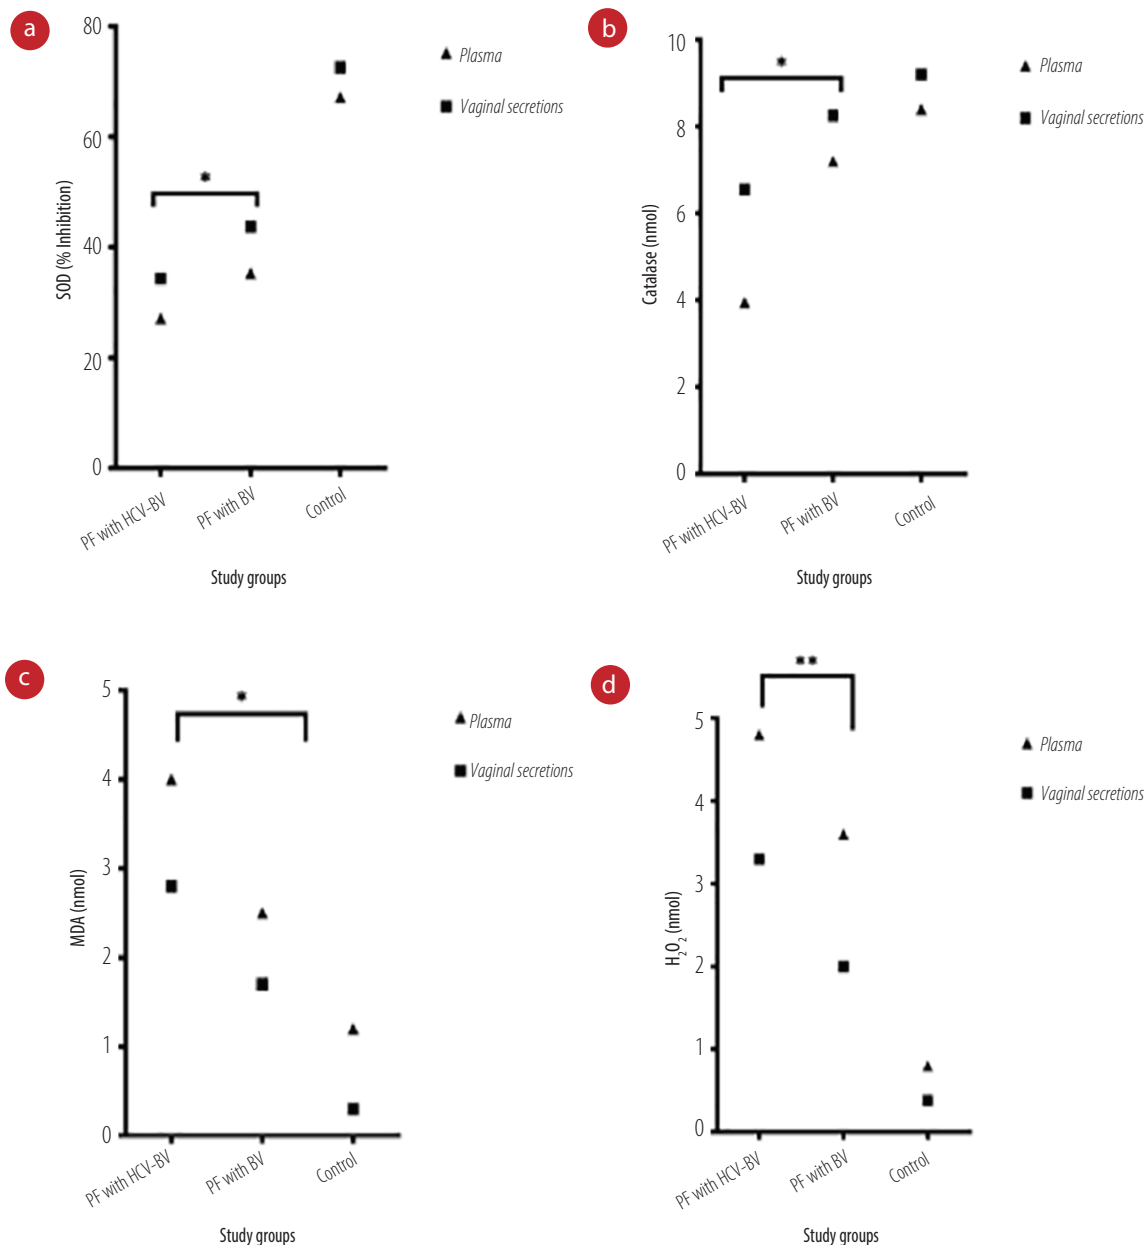 a
80
60
40
20
0
SOD (% Inhibition)
*
Plasma
Vaginal secretions
PF with HCV–BV
PF with BV
Control
Study groups
b
10
8
6
4
2
0
Catalase (nmol)
*
Plasma
Vaginal secretions
PF with HCV–BV
PF with BV
Control
Study groups
c
5
4
3
2
1
0
MDA (nmol)
*
Plasma
Vaginal secretions
PF with HCV–BV
PF with BV
Control
Study groups
d
5
4
3
2
1
0
H₂O₂ (nmol)
**
Plasma
Vaginal secretions
PF with HCV–BV
PF with BV
Control
Study groups